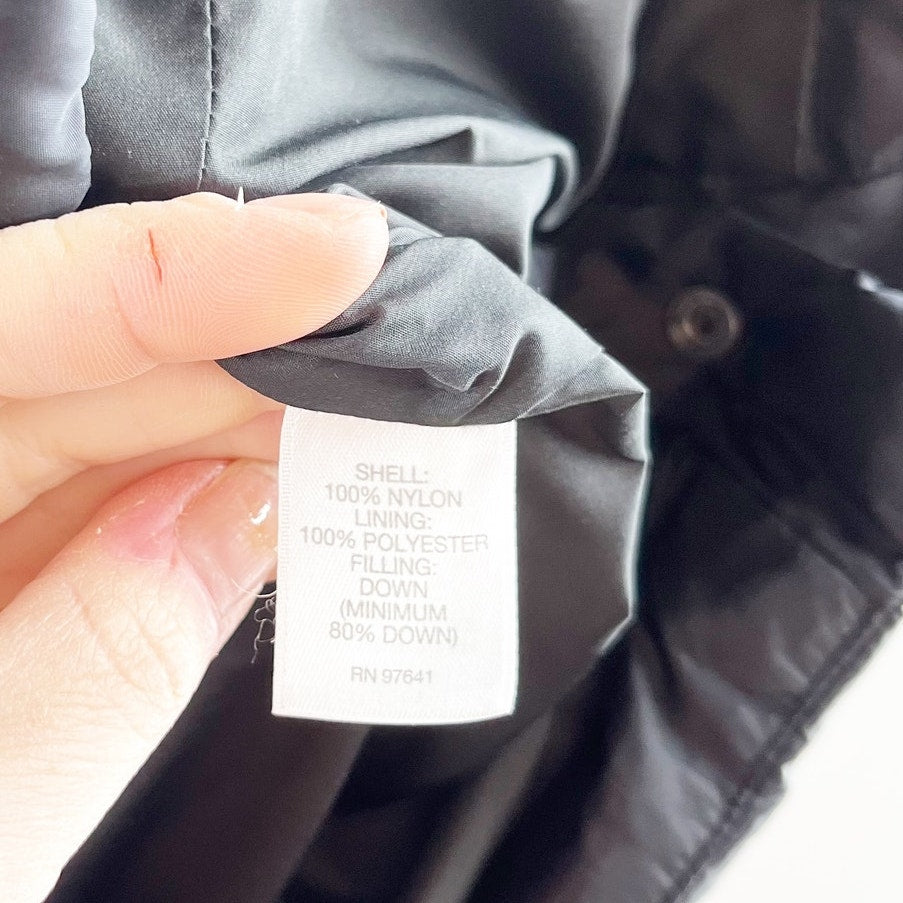 SHELL:
100% NYLON
LINING:
100% POLYESTER
FILLING:
DOWN
(MINIMUM
80% DOWN)
RN 97641